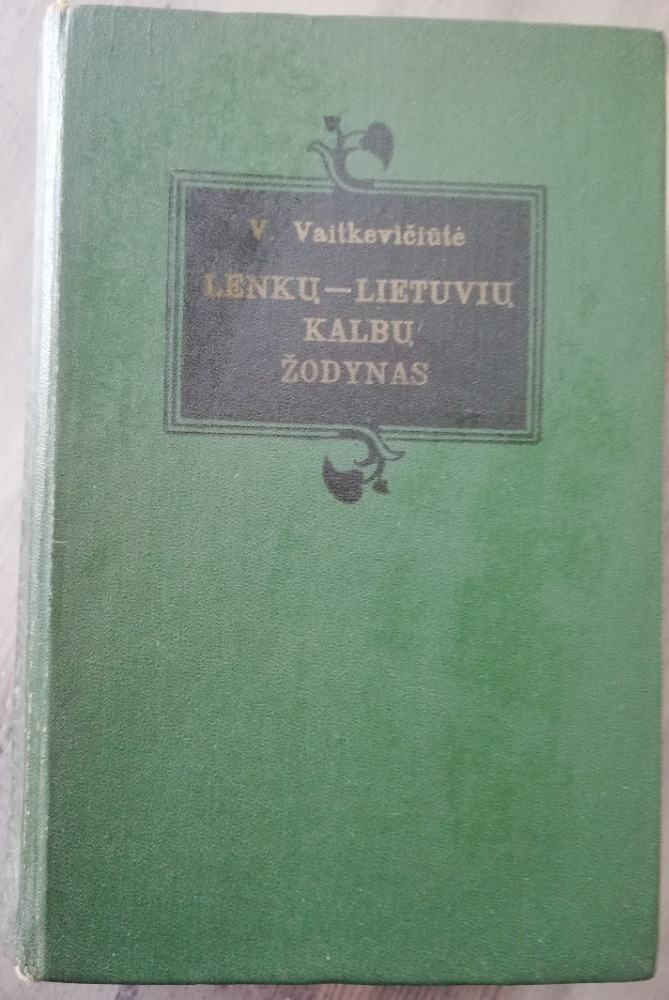 V. Vaitkevičiūtė
LENKŲ—LIETUVIŲ
KALBŲ
ŽODYNAS